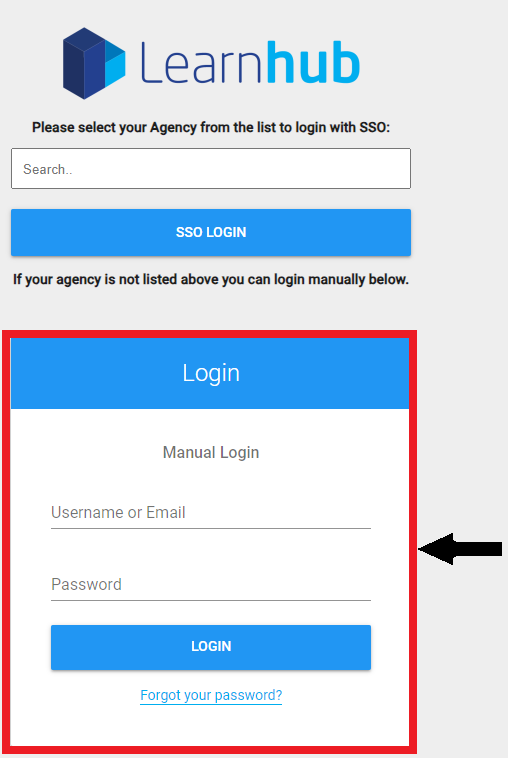 Learnhub
Please select your Agency from the list to login with SSO:
Search..
SSO LOGIN
If your agency is not listed above you can login manually below.
Login
Manual Login
Username or Email
Password
LOGIN
Forgot your password?